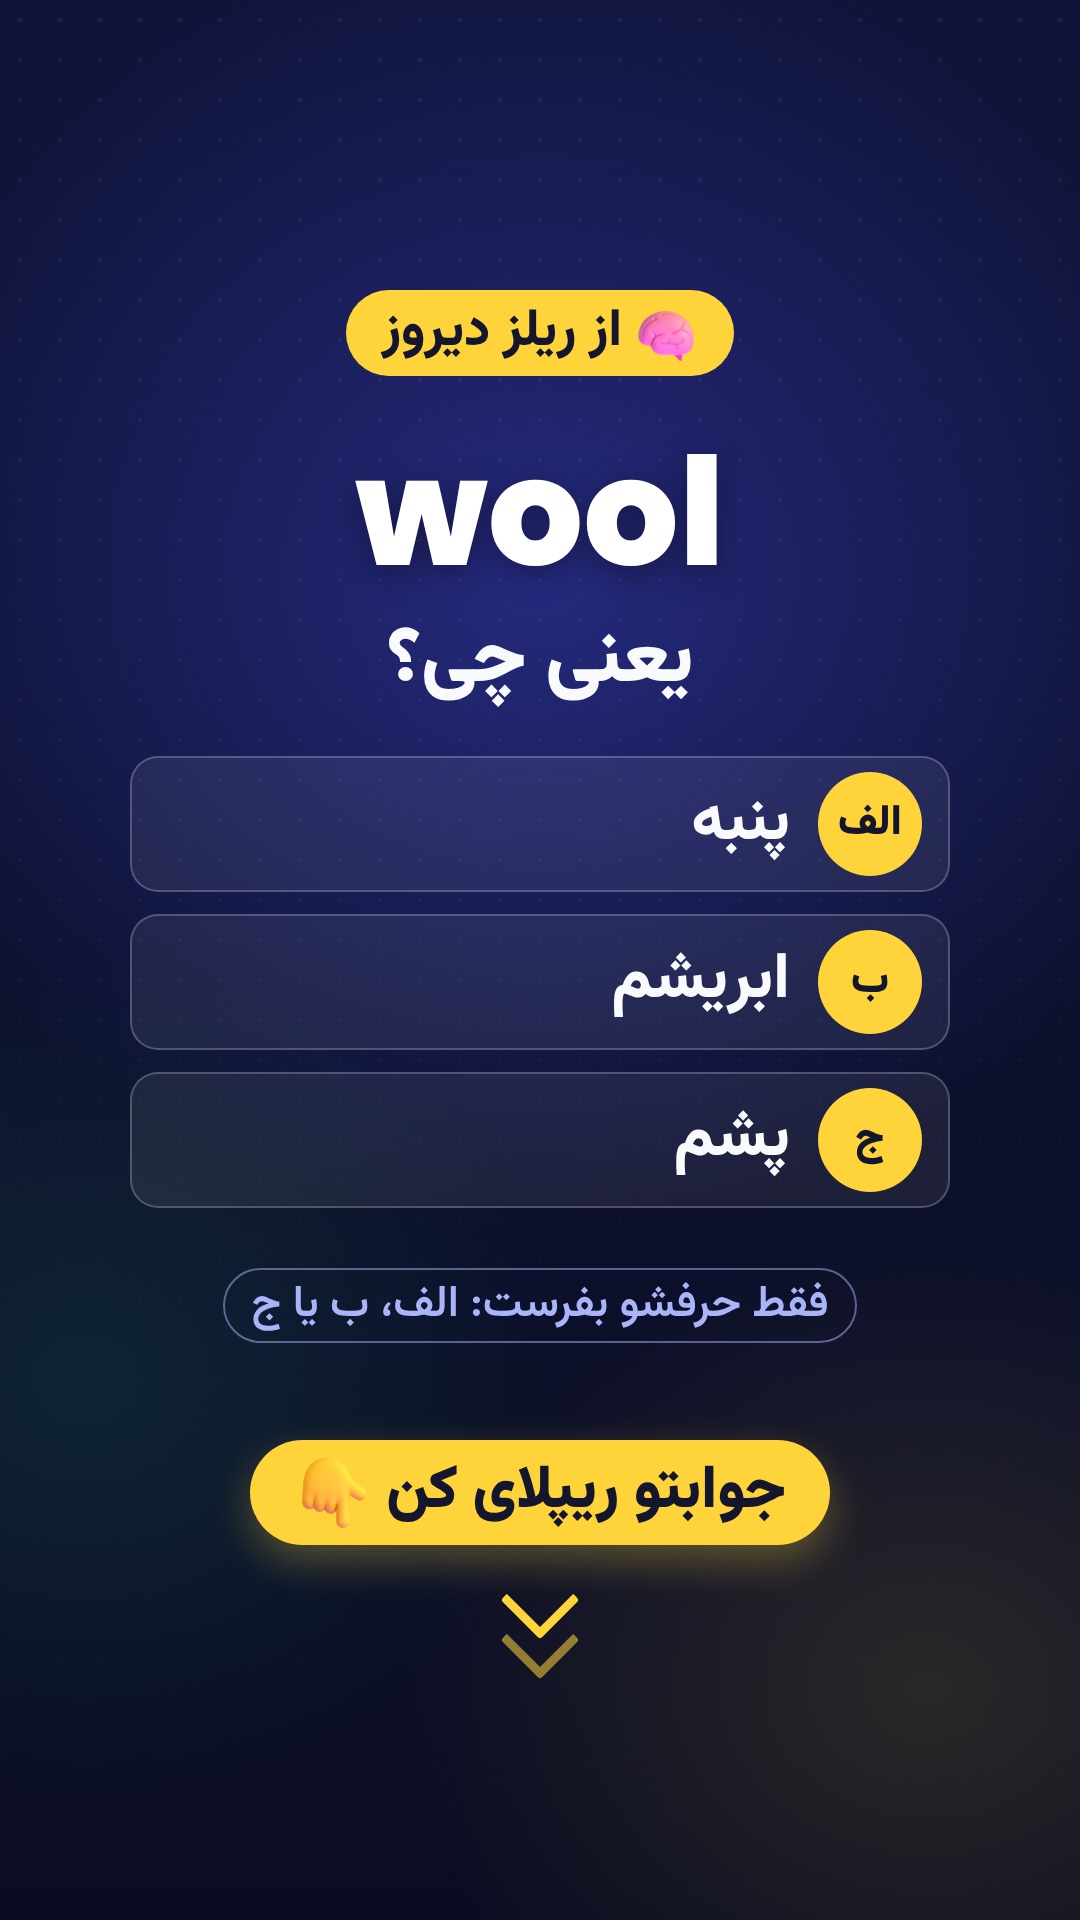 🧠 از ریلز دیروز
wool
یعنی چی؟
الف پنبه
ب ابریشم
ج پشم
فقط حرفشو بفرست: الف، ب یا ج
جوابتو ریپلای کن 👇